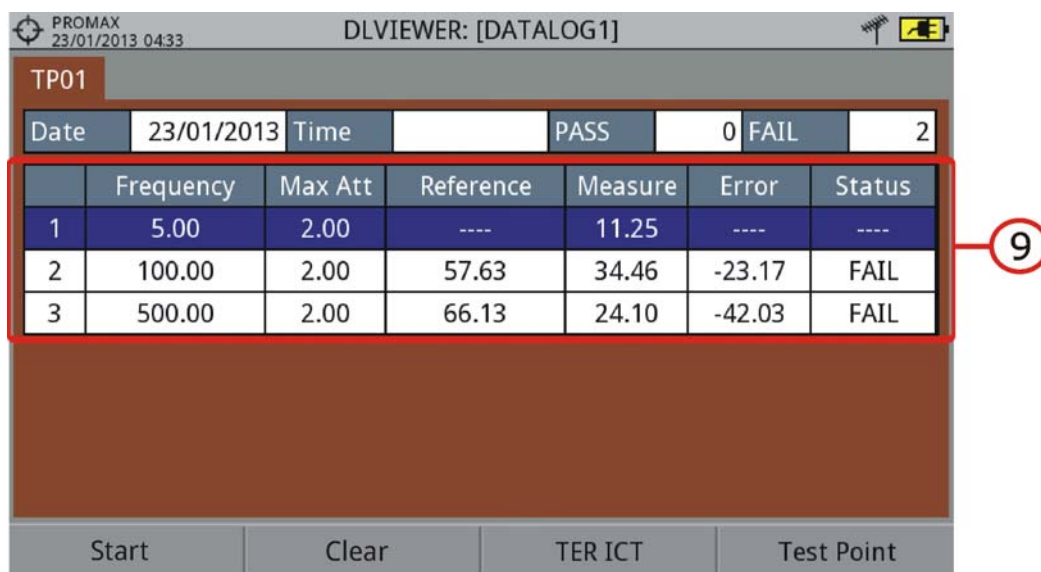 PROMAX
23/01/2013 04:33
DLVIEWER: [DATALOG1]
TP01
Date 23/01/2013 Time PASS 0 FAIL 2
Frequency Max Att Reference Measure Error Status
1 5.00 2.00 ---- 11.25 ---- ----
2 100.00 2.00 57.63 34.46 -23.17 FAIL
3 500.00 2.00 66.13 24.10 -42.03 FAIL
9
Start Clear TER ICT Test Point